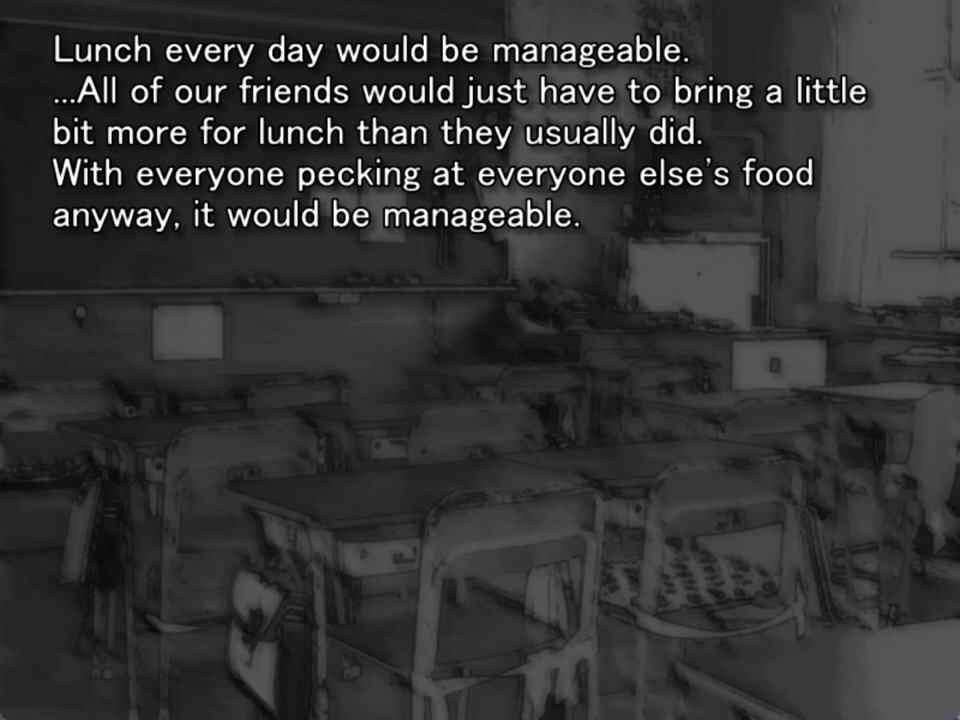 Lunch every day would be manageable.
...All of our friends would just have to bring a little
bit more for lunch than they usually did.
With everyone pecking at everyone else's food
anyway, it would be manageable.